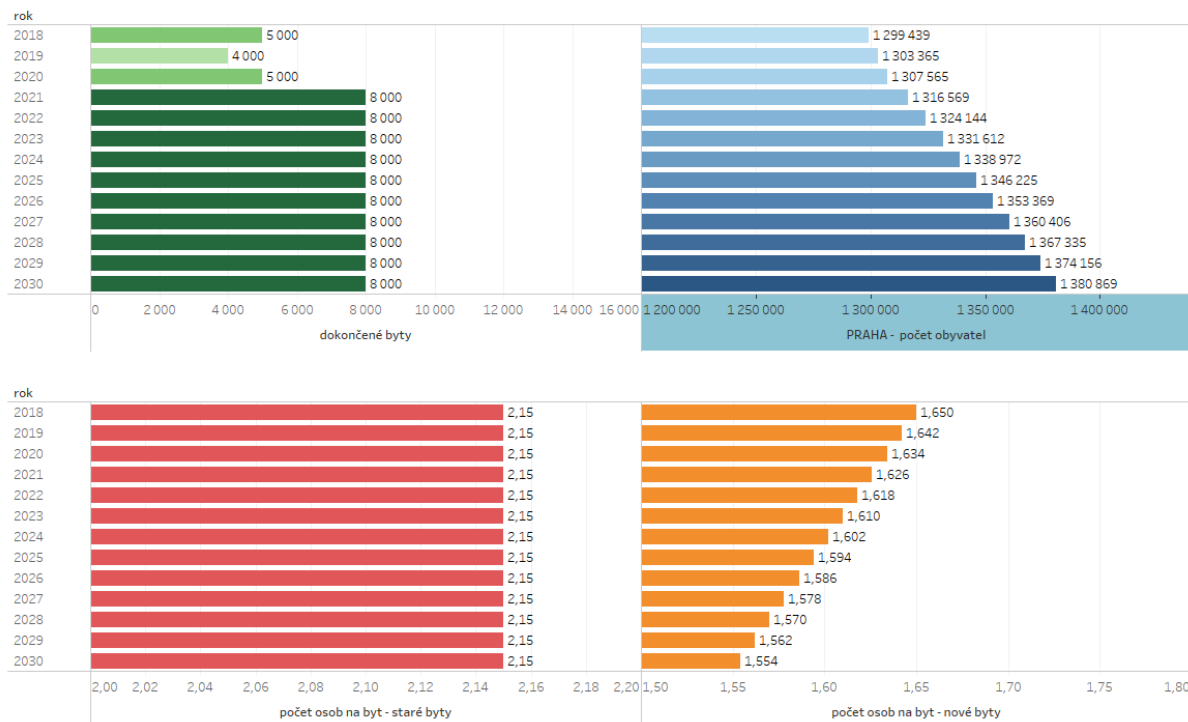 rok
2018 5 000 1 299 439
2019 4 000 1 303 365
2020 5 000 1 307 565
2021 8 000 1 316 569
2022 8 000 1 324 144
2023 8 000 1 331 612
2024 8 000 1 338 972
2025 8 000 1 346 225
2026 8 000 1 353 369
2027 8 000 1 360 406
2028 8 000 1 367 335
2029 8 000 1 374 156
2030 8 000 1 380 869
0 2 000 4 000 6 000 8 000 10 000 12 000 14 000 16 000 1 200 000 1 250 000 1 300 000 1 350 000 1 400 000
dokončené byty PRAHA - počet obyvatel
rok
2018 2,15 1,650
2019 2,15 1,642
2020 2,15 1,634
2021 2,15 1,626
2022 2,15 1,618
2023 2,15 1,610
2024 2,15 1,602
2025 2,15 1,594
2026 2,15 1,586
2027 2,15 1,578
2028 2,15 1,570
2029 2,15 1,562
2030 2,15 1,554
2,00 2,02 2,04 2,06 2,08 2,10 2,12 2,14 2,16 2,18 2,20 1,50 1,55 1,60 1,65 1,70 1,75 1,80
počet osob na byt - staré byty počet osob na byt - nové byty